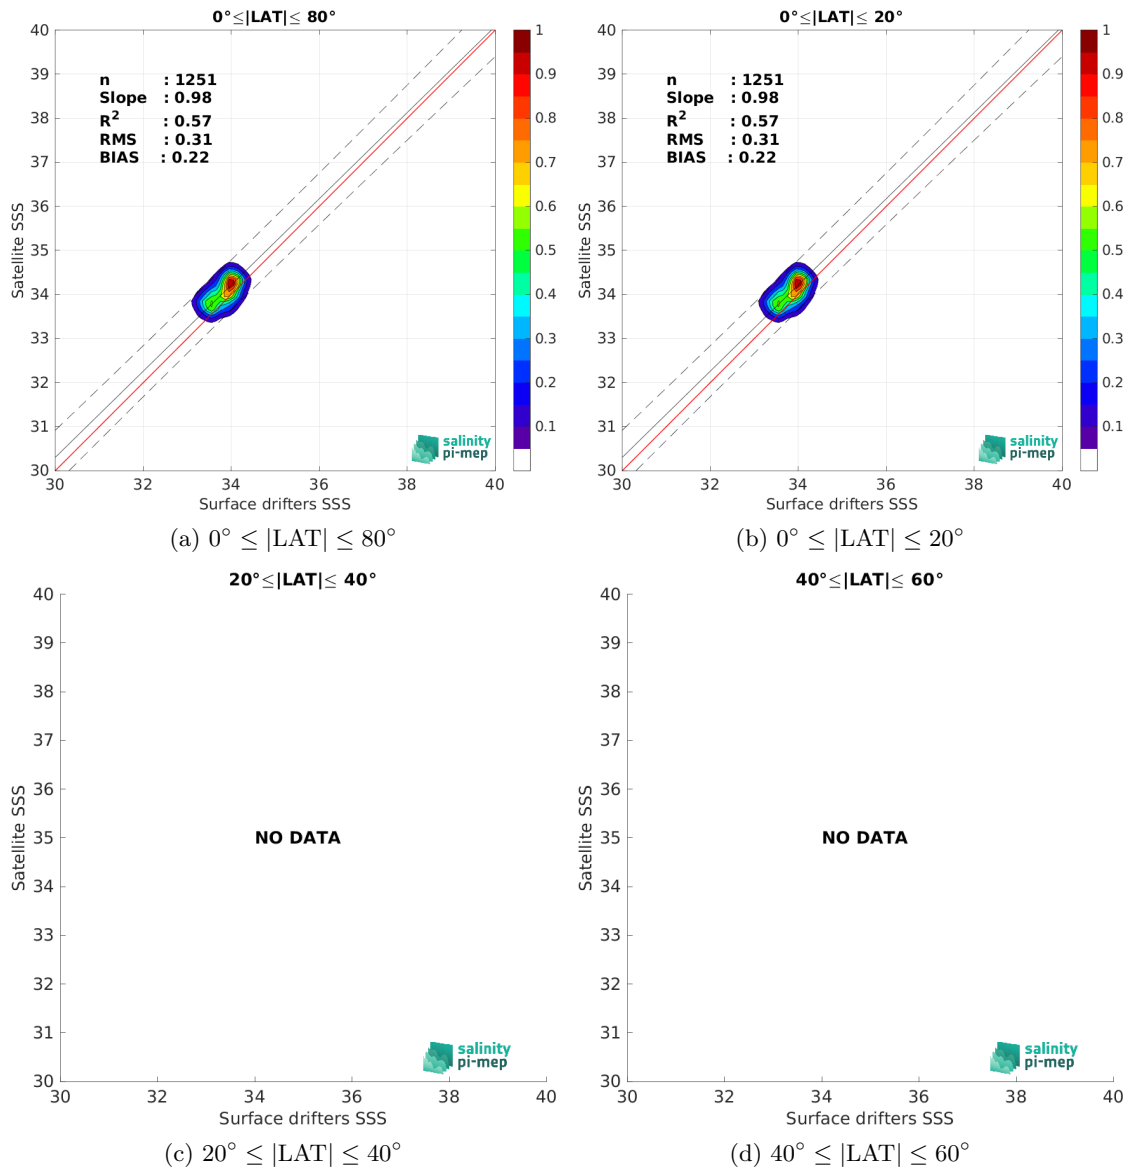 0°≤|LAT|≤ 80°
40
39
38
37
36
35
34
33
32
31
30
Satellite SSS
n : 1251
Slope : 0.98
R² : 0.57
RMS : 0.31
BIAS : 0.22
salinity
pi-mep
30 32 34 36 38 40
Surface drifters SSS
1
0.9
0.8
0.7
0.6
0.5
0.4
0.3
0.2
0.1
(a) 0° ≤ |LAT| ≤ 80°
0°≤|LAT|≤ 20°
40
39
38
37
36
35
34
33
32
31
30
Satellite SSS
n : 1251
Slope : 0.98
R² : 0.57
RMS : 0.31
BIAS : 0.22
salinity
pi-mep
30 32 34 36 38 40
Surface drifters SSS
1
0.9
0.8
0.7
0.6
0.5
0.4
0.3
0.2
0.1
(b) 0° ≤ |LAT| ≤ 20°
20°≤|LAT|≤ 40°
40
39
38
37
36
35
34
33
32
31
30
Satellite SSS
NO DATA
salinity
pi-mep
30 32 34 36 38 40
Surface drifters SSS
(c) 20° ≤ |LAT| ≤ 40°
40°≤|LAT|≤ 60°
40
39
38
37
36
35
34
33
32
31
30
Satellite SSS
NO DATA
salinity
pi-mep
30 32 34 36 38 40
Surface drifters SSS
(d) 40° ≤ |LAT| ≤ 60°